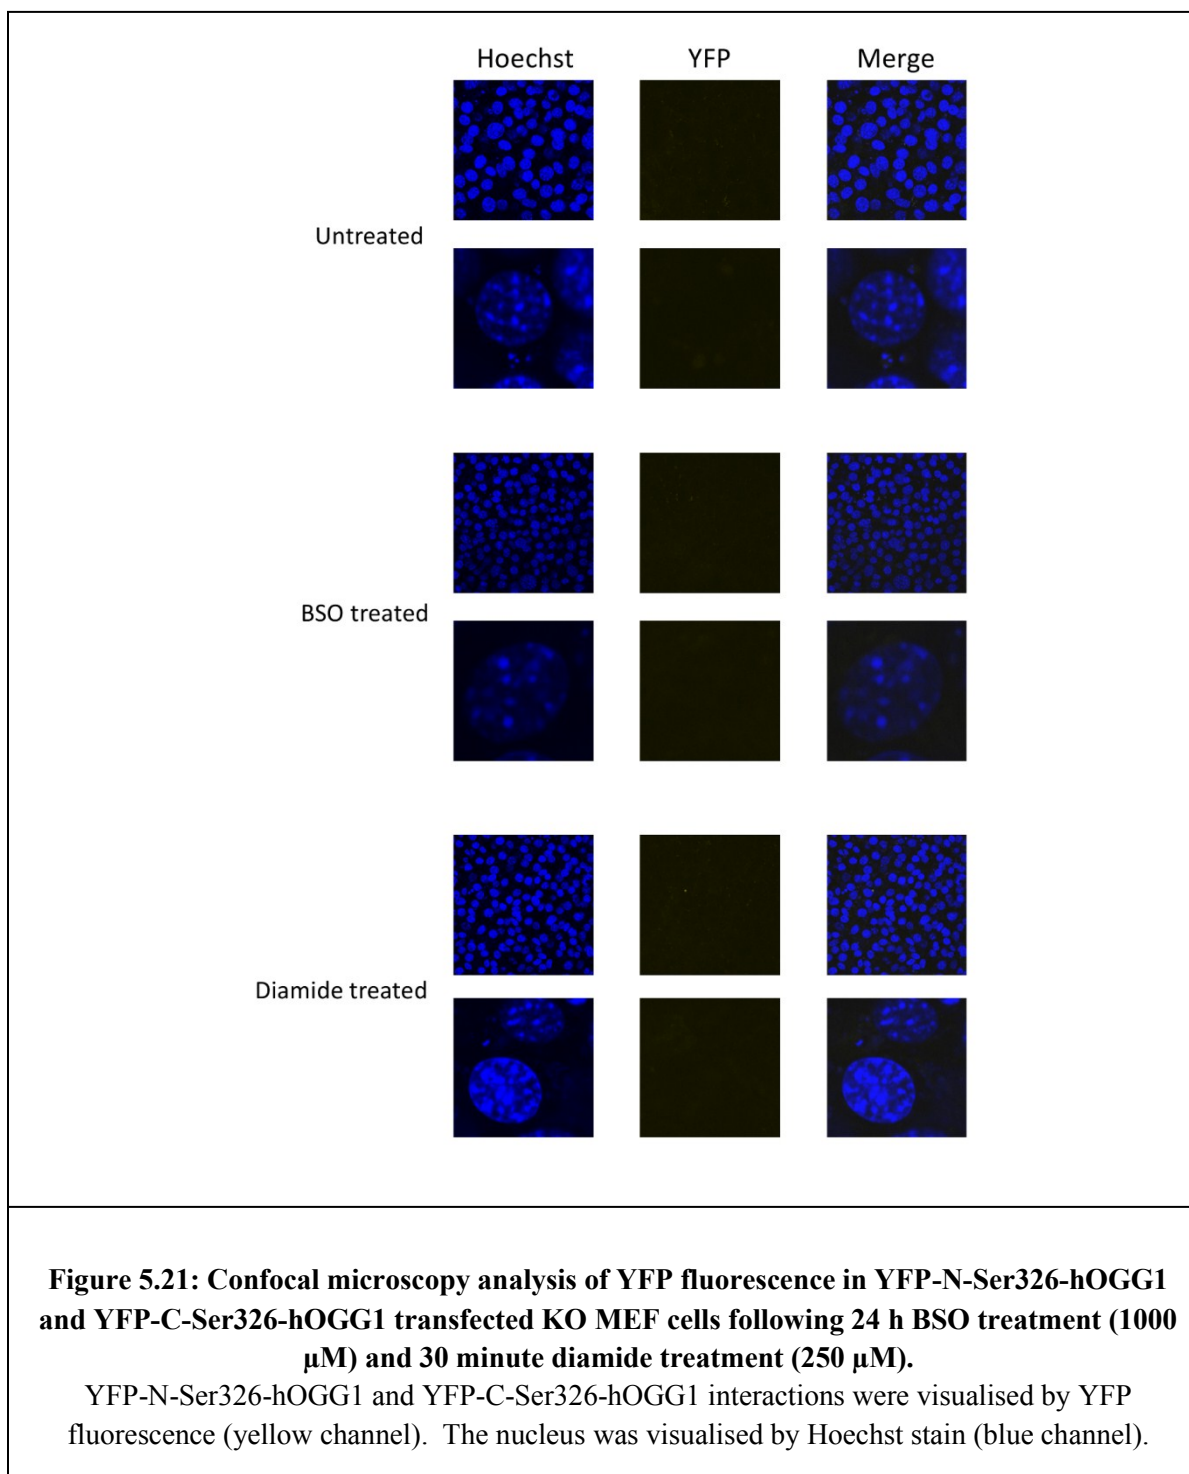 Hoechst YFP Merge
Untreated
BSO treated
Diamide treated
Figure 5.21: Confocal microscopy analysis of YFP fluorescence in YFP-N-Ser326-hOGG1
and YFP-C-Ser326-hOGG1 transfected KO MEF cells following 24 h BSO treatment (1000
μM) and 30 minute diamide treatment (250 μM).
YFP-N-Ser326-hOGG1 and YFP-C-Ser326-hOGG1 interactions were visualised by YFP
fluorescence (yellow channel).  The nucleus was visualised by Hoechst stain (blue channel).